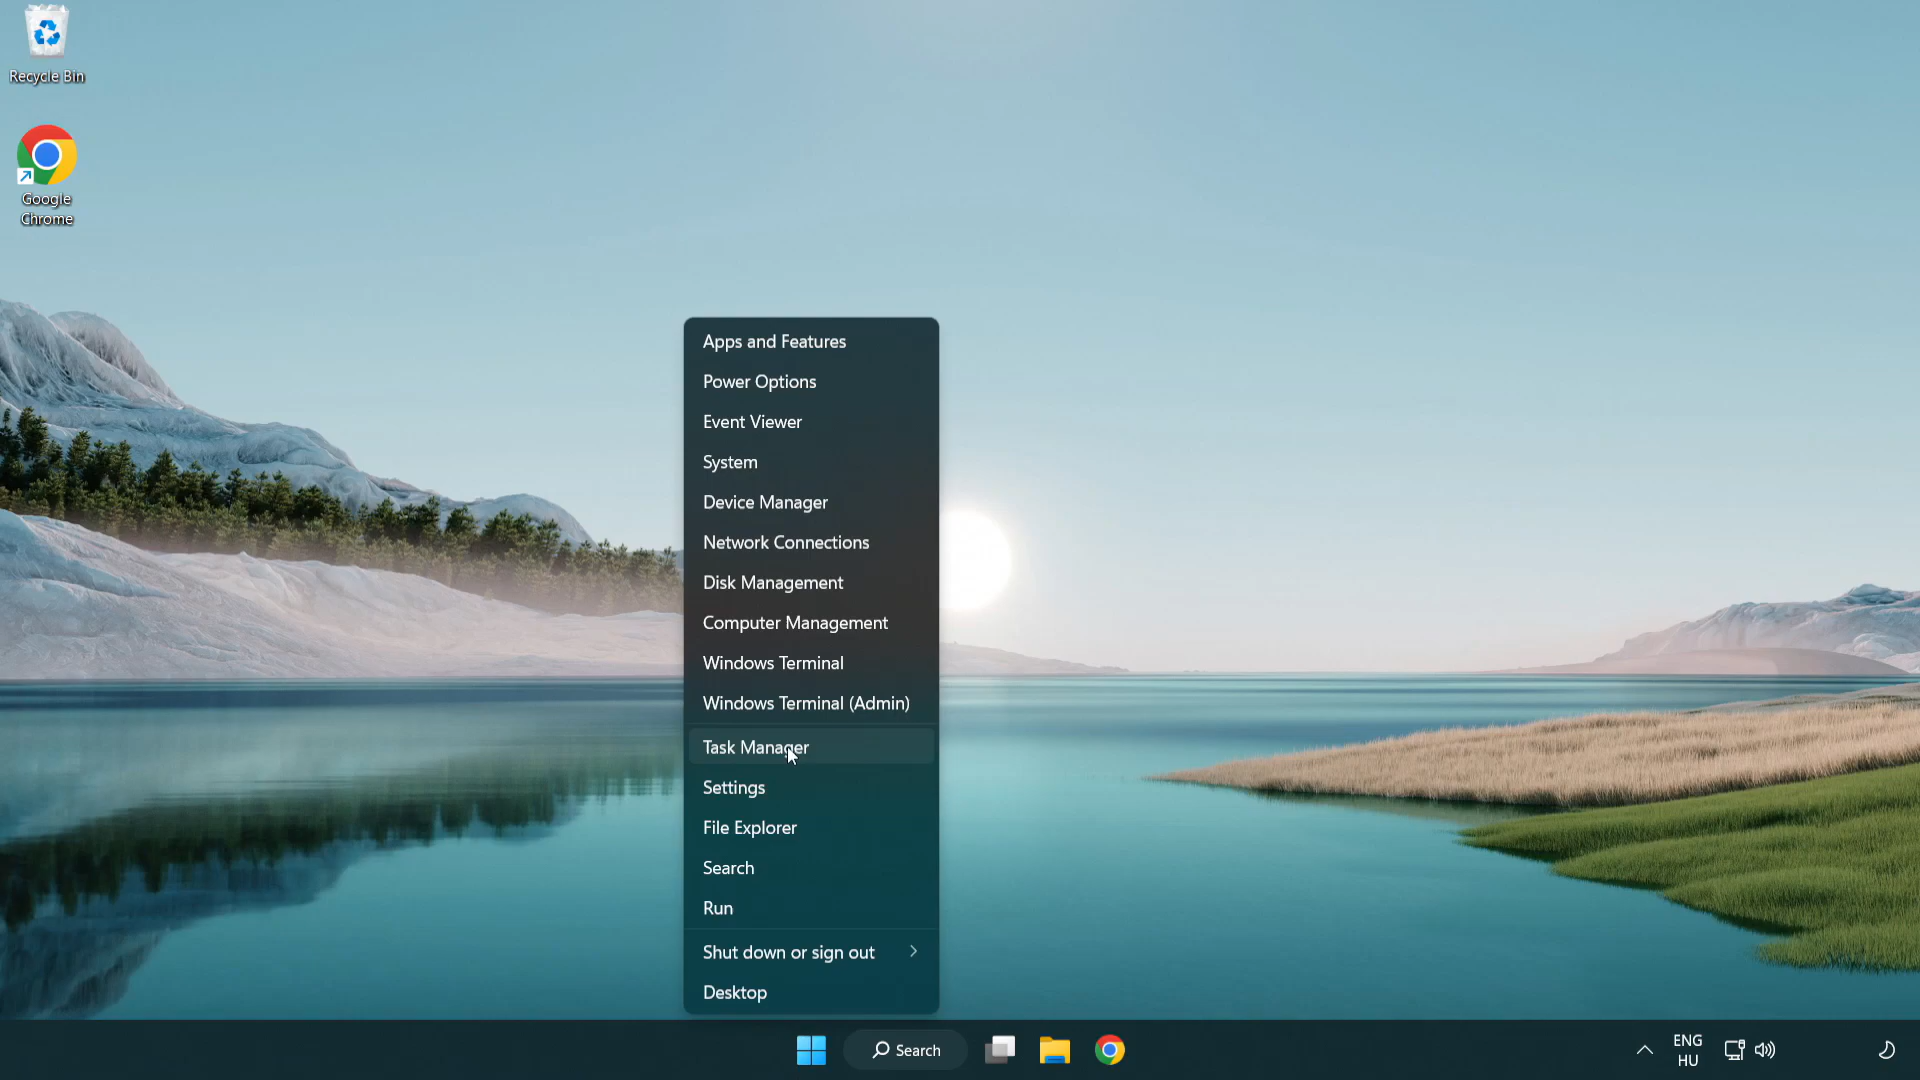 Recycle Bin
Google
Chrome
Apps and Features
Power Options
Event Viewer
System
Device Manager
Network Connections
Disk Management
Computer Management
Windows Terminal
Windows Terminal (Admin)
Task Manager
Settings
File Explorer
Search
Run
Shut down or sign out
Desktop
Search
ENG
HU